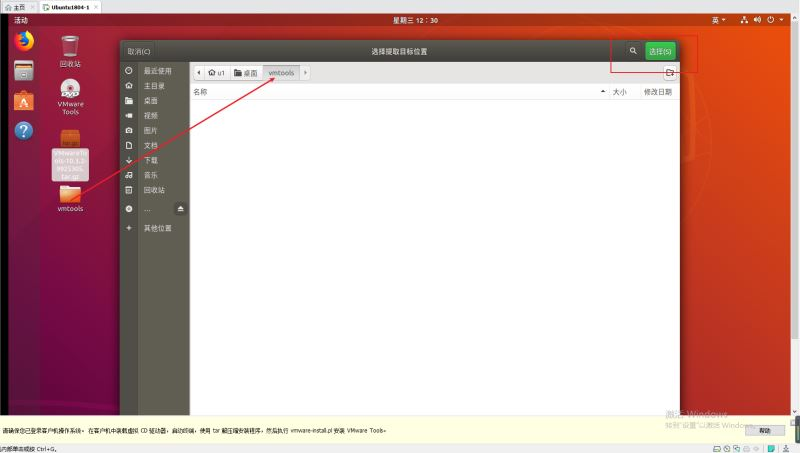 主页 Ubuntu1804-1
活动 星期三 12：30 英
取消(C) 选择提取目标位置 选择(S)
u1 桌面 vmtools
名称 大小 修改日期
最近使用
主目录
桌面
视频
图片
文档
下载
音乐
回收站
...
其他位置
回收站
VMware
Tools
VMwareTo
ols-10.3.2-
9925305.
tar.gz
vmtools
激活 Windows
转到"设置"以激活 Windows。
请确保您已登录客户机操作系统。在客户机中装载虚拟 CD 驱动器，启动终端，使用 tar 解压缩安装程序，然后执行 vmware-install.pl 安装 VMware Tools。 帮助
内部单击或按 Ctrl+G。